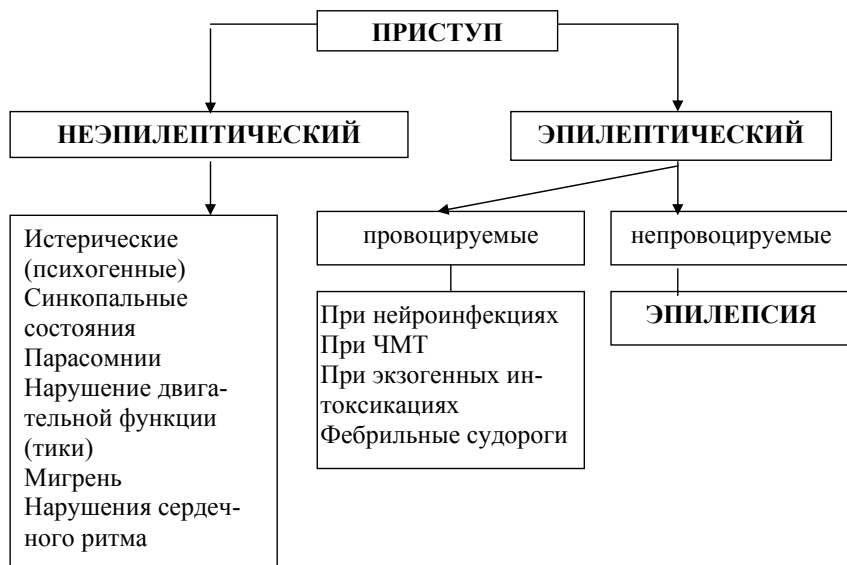 ПРИСТУП
НЕЭПИЛЕПТИЧЕСКИЙ
ЭПИЛЕПТИЧЕСКИЙ
Истерические
(психогенные)
Синкопальные
состояния
Парасомнии
Нарушение двига-
тельной функции
(тики)
Мигрень
Нарушения сердеч-
ного ритма
провоцируемые
При нейроинфекциях
При ЧМТ
При экзогенных ин-
токсикациях
Фебрильные судороги
непровоцируемые
ЭПИЛЕПСИЯ